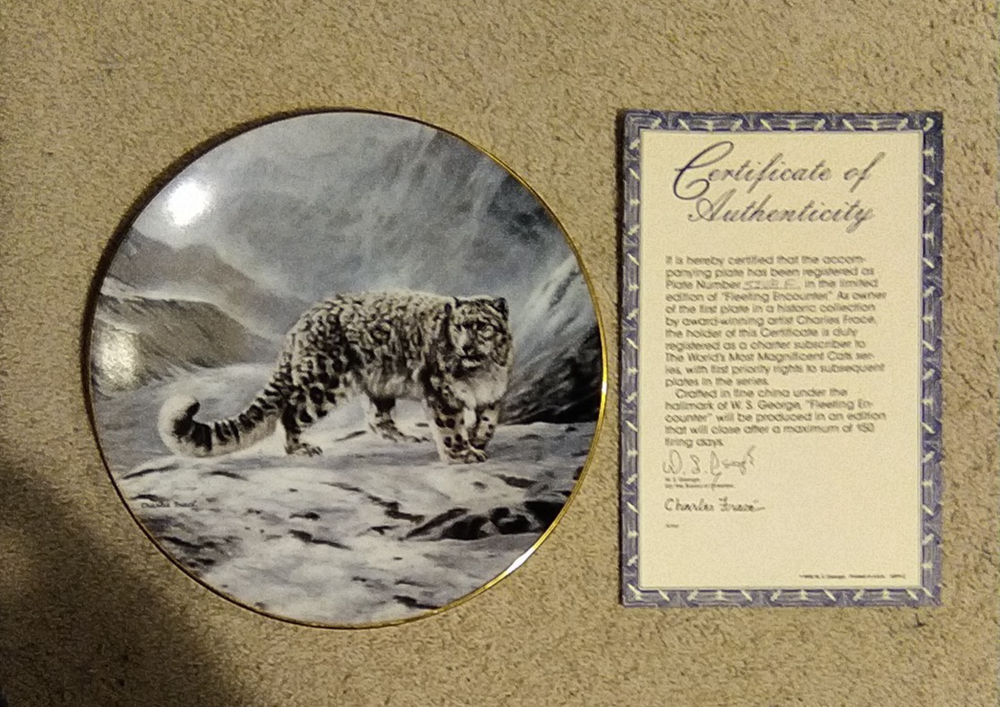 Charles Fracé
Certificate of
Authenticity
It is hereby certified that the accom-
panying plate has been registered as
Plate Number in the limited
edition of "Fleeting Encounter." As owner
of the first plate in a historic collection
by award-winning artist Charles Fracé,
the holder of this Certificate is duly
registered as a charter subscriber to
The World's Most Magnificent Cats ser-
ies, with first priority rights to subsequent
plates in the series.
Crafted in fine china under the
hallmark of W. S. George, "Fleeting En-
counter" will be produced in an edition
that will close after a maximum of 150
firing days.
W. S. George
W. S. George
Charles Fracé